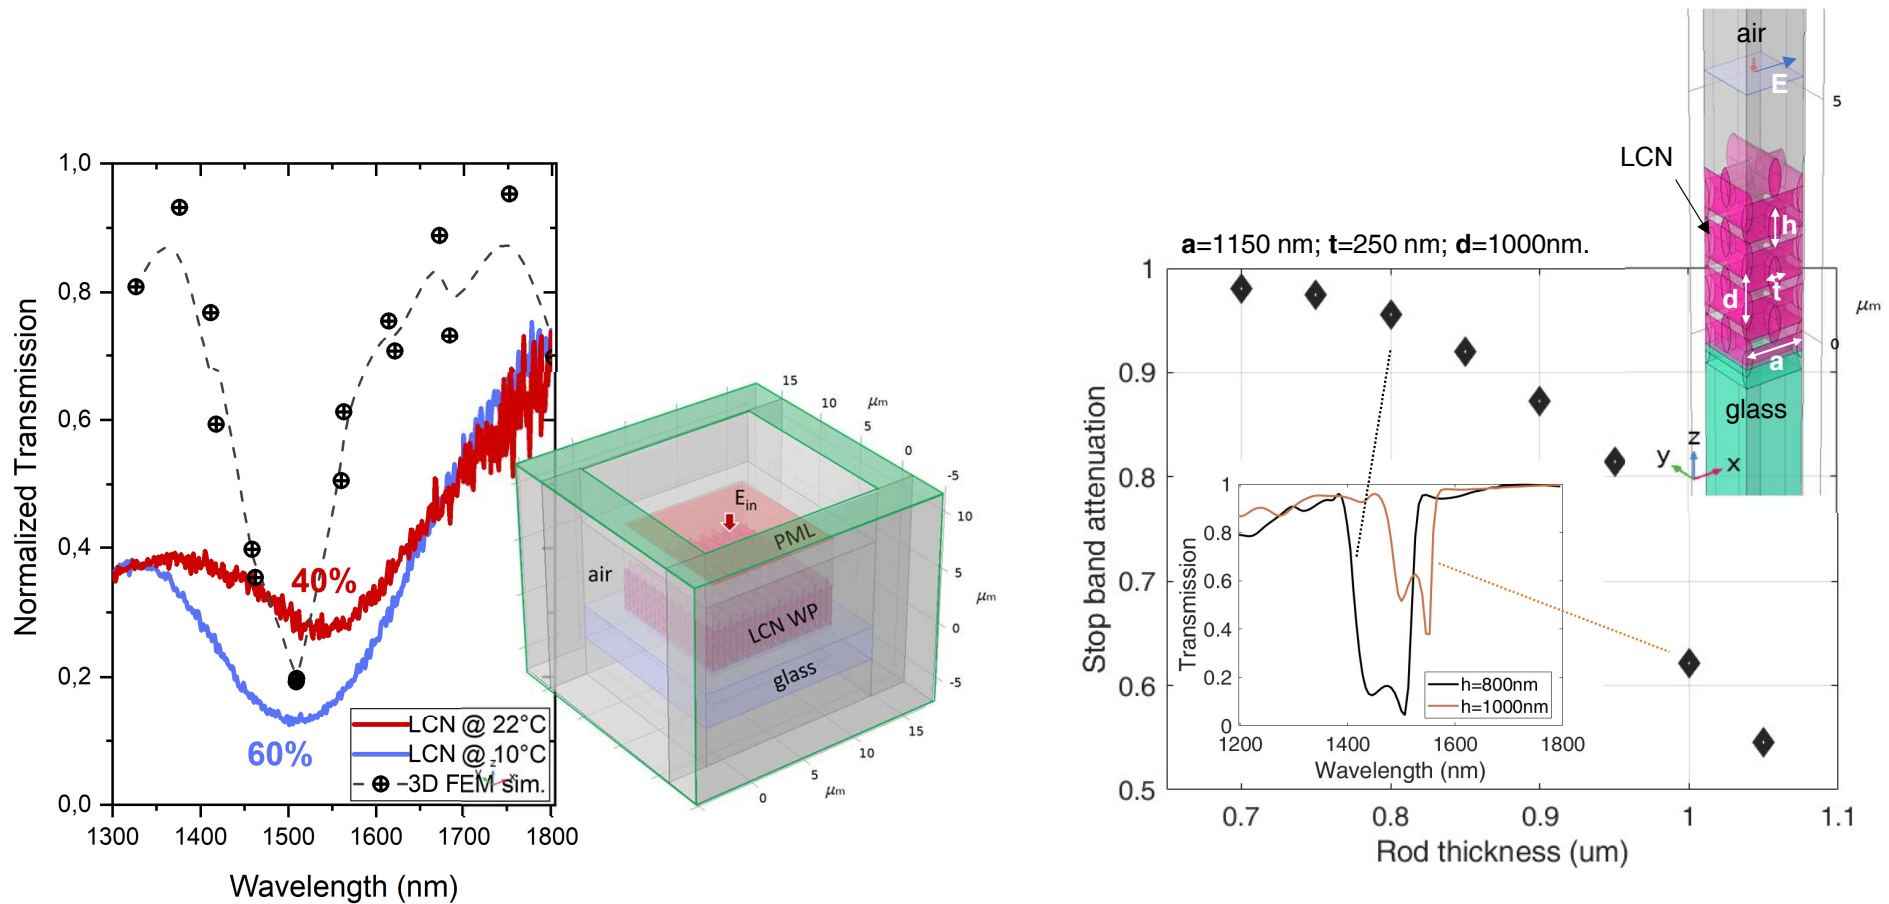 1,0
0,8
0,6
0,4
0,2
0,0
Normalized Transmission
40%
60%
LCN @ 22°C
LCN @ 10°C
3D FEM sim.
y z x
1300 1400 1500 1600 1700 1800
Wavelength (nm)
15
10
μm
5
0
-5
10
5
μm
0
-5
15
10
5
μm
0
Ein
PML
air
LCN WP
glass
a=1150 nm; t=250 nm; d=1000nm.
1
0.9
0.8
0.7
0.6
0.5
Stop band attenuation
0.7 0.8 0.9 1 1.1
Rod thickness (um)
1
0.8
0.6
0.4
0.2
0
Transmission
h=800nm
h=1000nm
1200 1400 1600 1800
Wavelength (nm)
air
E
5
LCN
h
t
d
μm
0
a
glass
z
y x